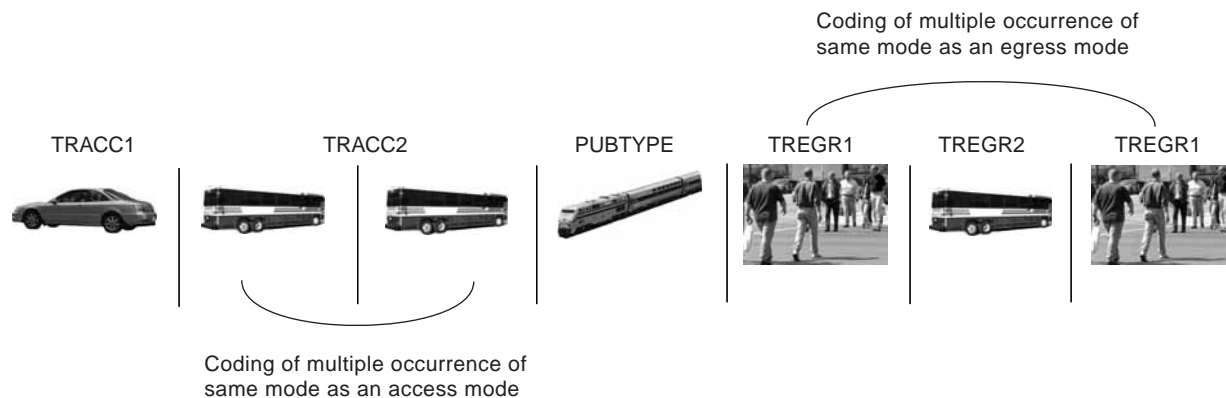 Coding of multiple occurrence of
same mode as an egress mode
TRACC1 TRACC2 PUBTYPE TREGR1 TREGR2 TREGR1
Coding of multiple occurrence of
same mode as an access mode